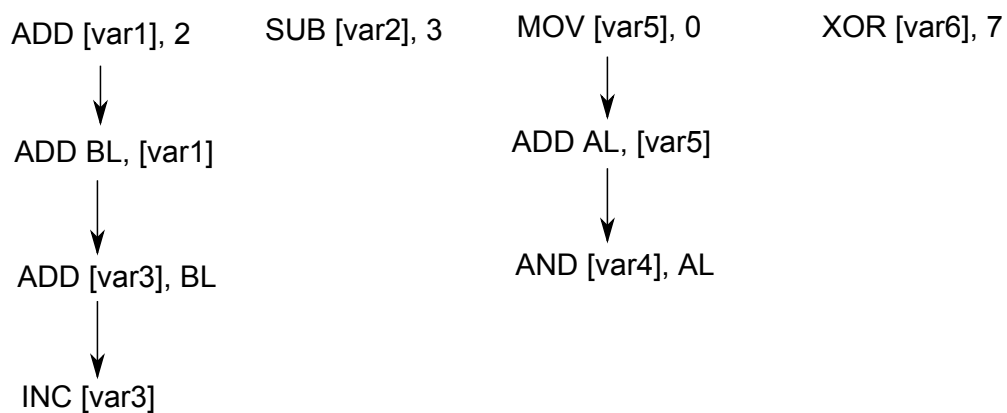 ADD [var1], 2
SUB [var2], 3
MOV [var5], 0
XOR [var6], 7
ADD BL, [var1]
ADD AL, [var5]
ADD [var3], BL
AND [var4], AL
INC [var3]